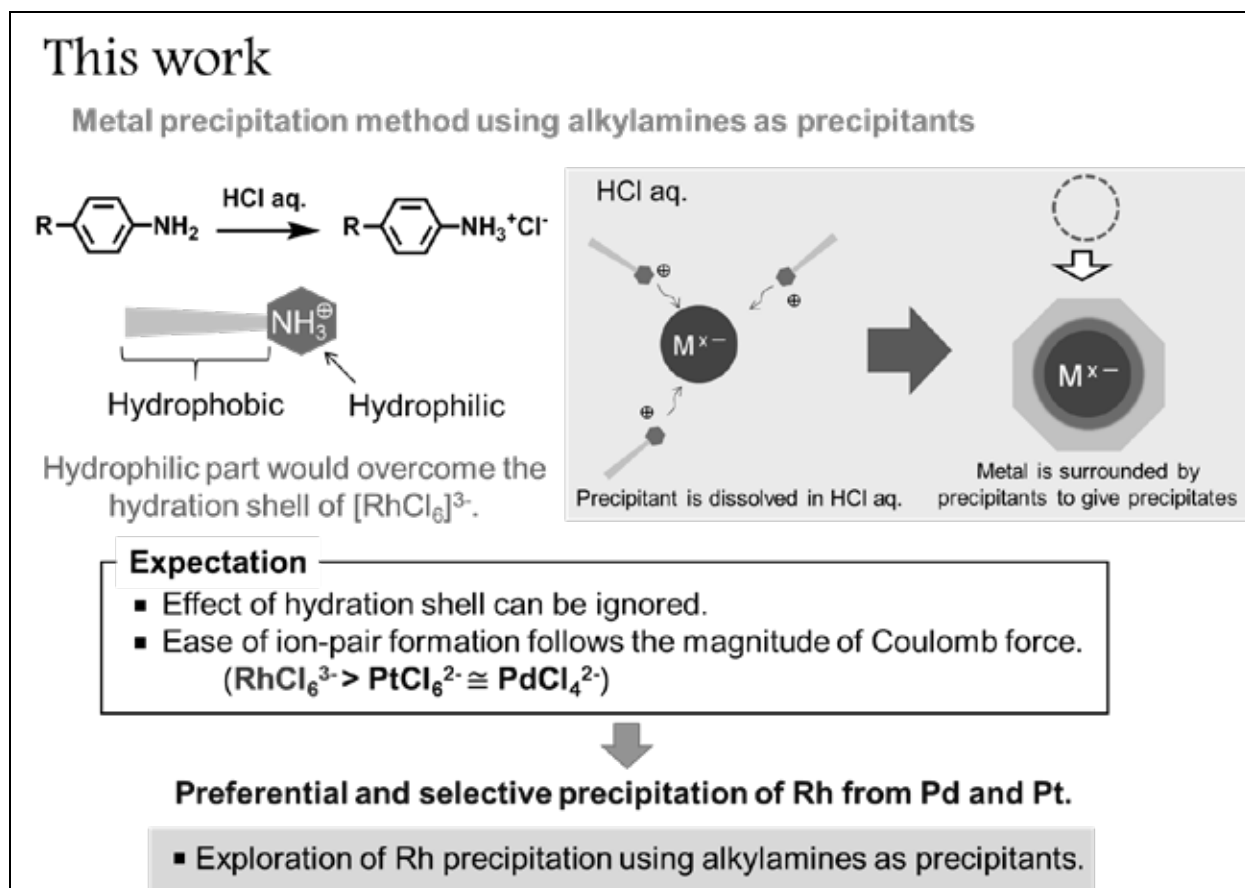 This work
Metal precipitation method using alkylamines as precipitants
R NH₂ HCl aq. R NH₃⁺Cl⁻
NH₃⊕
Hydrophobic Hydrophilic
Hydrophilic part would overcome the
hydration shell of [RhCl₆]³⁻.
HCl aq.
⊕
⊕
⊕
Mˣ⁻
Mˣ⁻
Precipitant is dissolved in HCl aq.
Metal is surrounded by
precipitants to give precipitates
Expectation
▪ Effect of hydration shell can be ignored.
▪ Ease of ion-pair formation follows the magnitude of Coulomb force.
(RhCl₆³⁻ > PtCl₆²⁻ ≅ PdCl₄²⁻)
Preferential and selective precipitation of Rh from Pd and Pt.
▪ Exploration of Rh precipitation using alkylamines as precipitants.